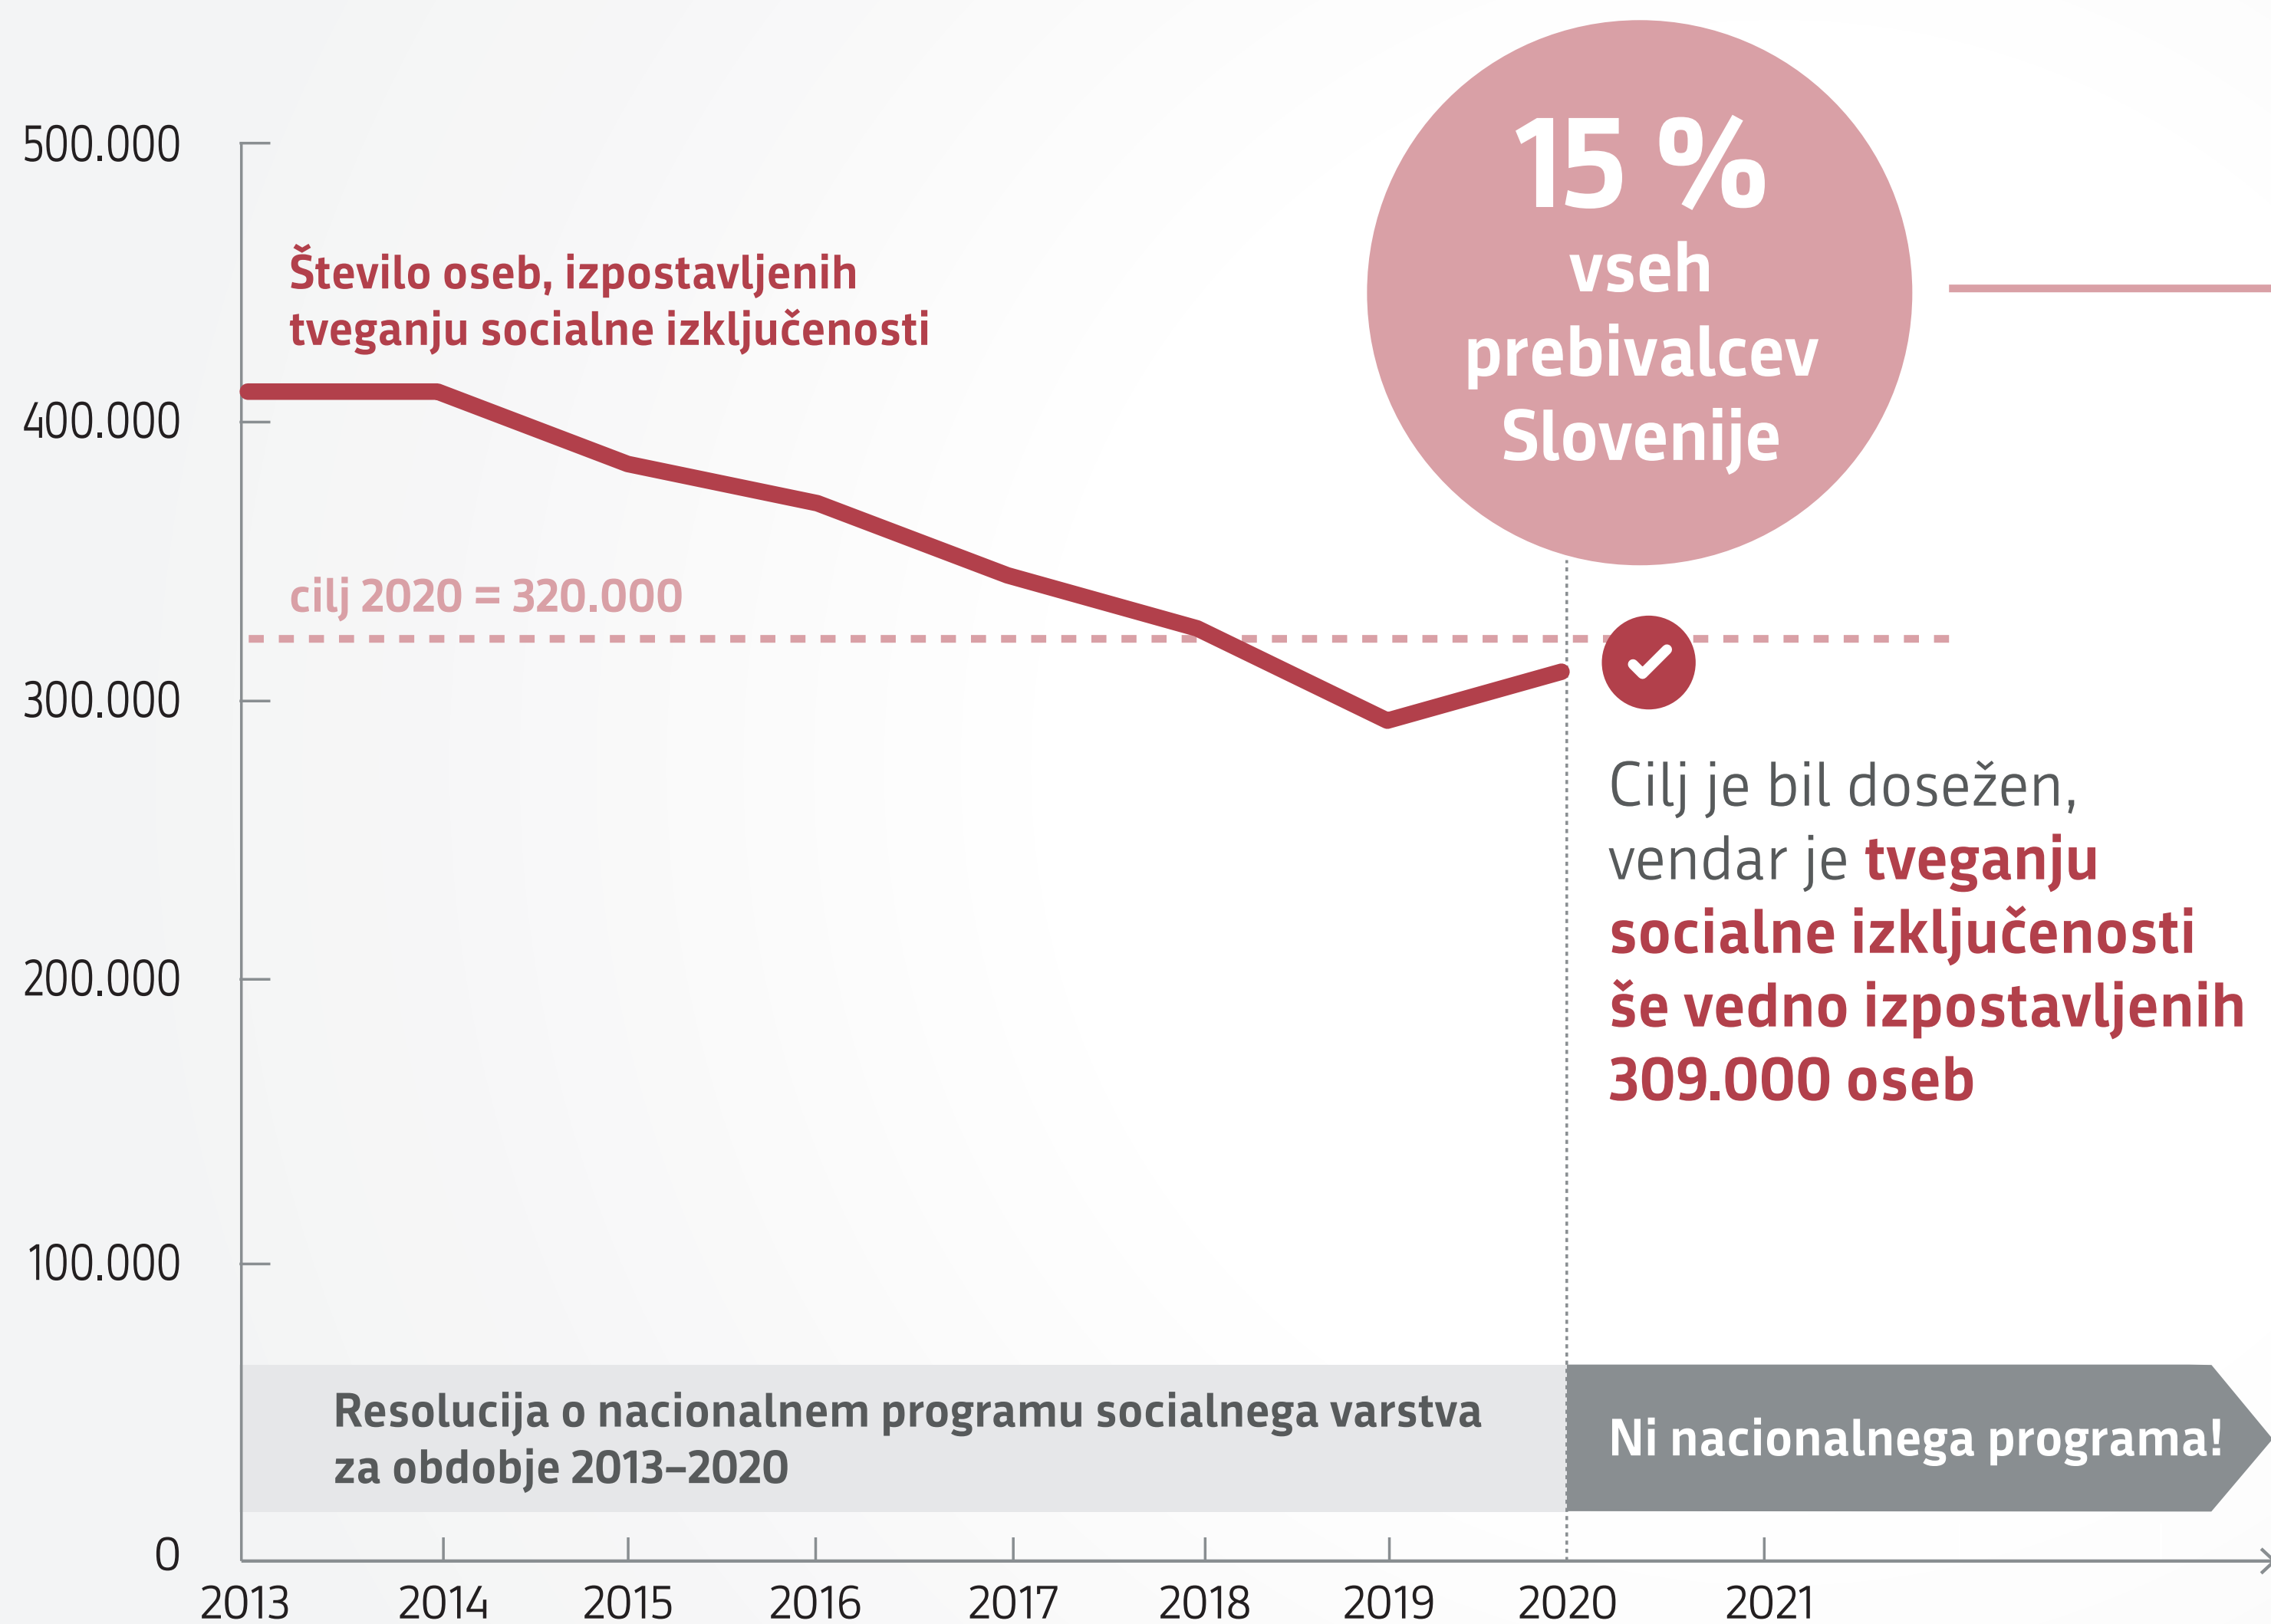 500.000
400.000
300.000
200.000
100.000
0
Število oseb, izpostavljenih
tveganju socialne izključenosti
cilj 2020 = 320.000
15 %
vseh
prebivalcev
Slovenije
Cilj je bil dosežen,
vendar je tveganju
socialne izključenosti
še vedno izpostavljenih
309.000 oseb
Resolucija o nacionalnem programu socialnega varstva
za obdobje 2013–2020
Ni nacionalnega programa!
2013 2014 2015 2016 2017 2018 2019 2020 2021